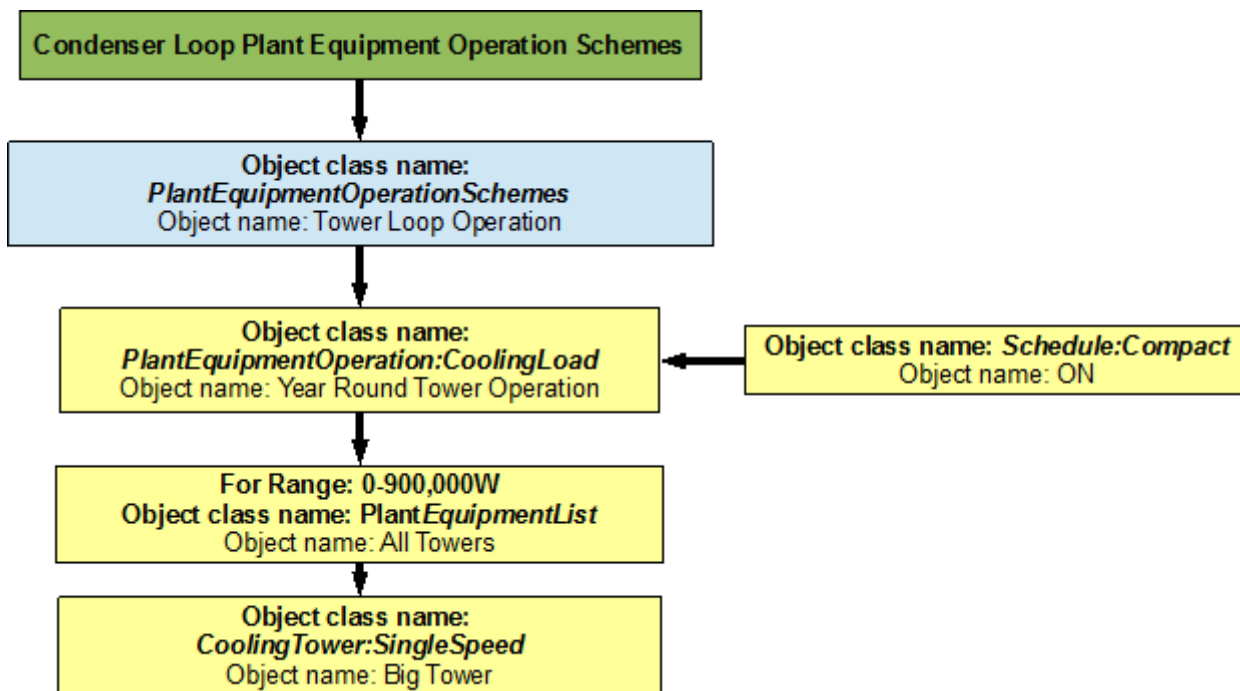 Condenser Loop Plant Equipment Operation Schemes
Object class name:
PlantEquipmentOperationSchemes
Object name: Tower Loop Operation
Object class name:
PlantEquipmentOperation:CoolingLoad
Object name: Year Round Tower Operation
Object class name: Schedule:Compact
Object name: ON
For Range: 0-900,000W
Object class name: PlantEquipmentList
Object name: All Towers
Object class name:
CoolingTower:SingleSpeed
Object name: Big Tower